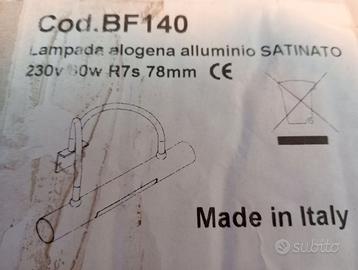 Cod.BF140
Lampada alogena alluminio SATINATO
230v 60w R7s 78mm CE
Made in Italy
subito